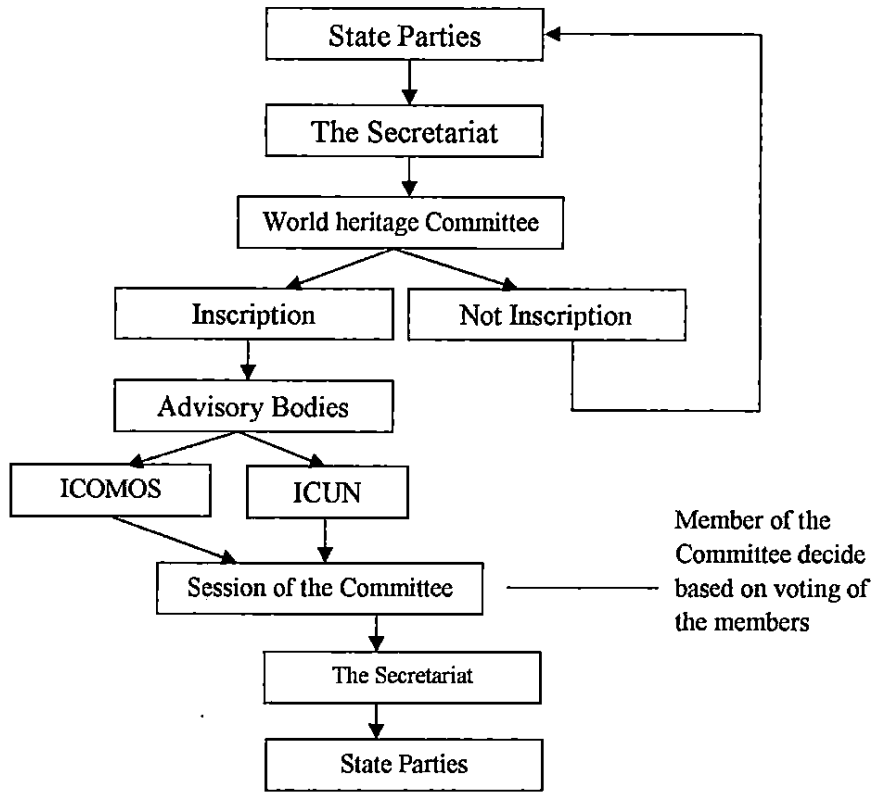 State Parties
The Secretariat
World heritage Committee
Inscription
Not Inscription
Advisory Bodies
ICOMOS
ICUN
Member of the
Committee decide
based on voting of
the members
Session of the Committee
The Secretariat
State Parties